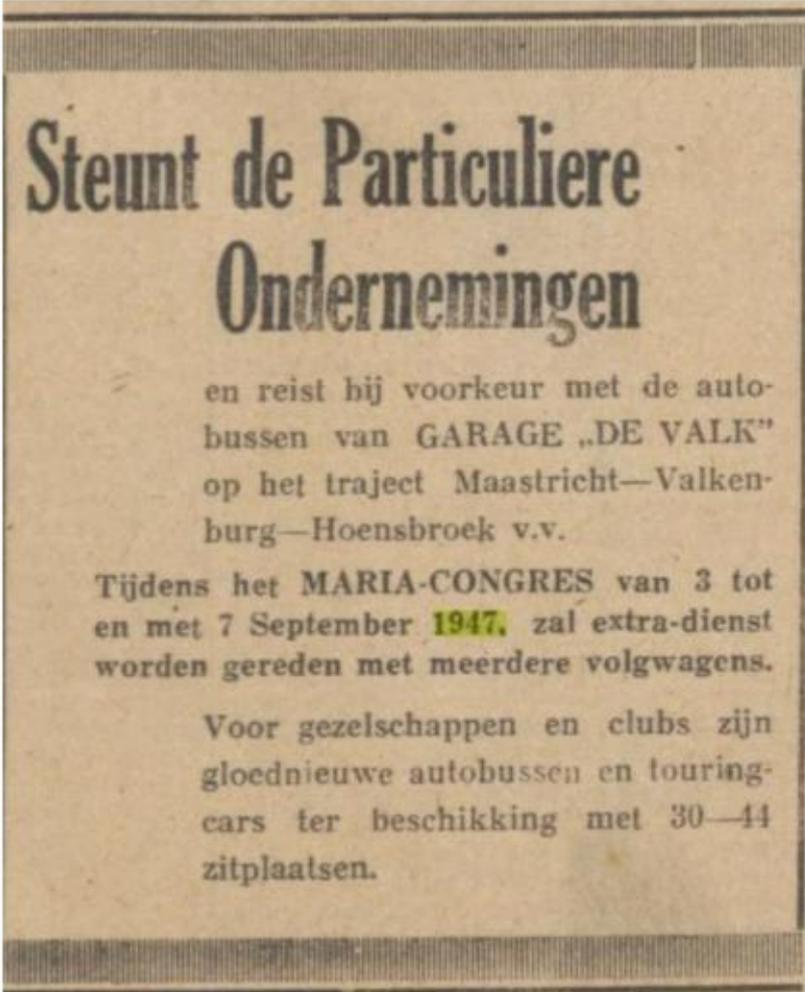 Steunt de Particuliere
Ondernemingen
en reist bij voorkeur met de auto-
bussen van GARAGE „DE VALK”
op het traject Maastricht—Valken-
burg—Hoensbroek v.v.
Tijdens het MARIA-CONGRES van 3 tot
en met 7 September 1947, zal extra-dienst
worden gereden met meerdere volgwagens.
Voor gezelschappen en clubs zijn
gloednieuwe autobussen en touring-
cars ter beschikking met 30—44
zitplaatsen.